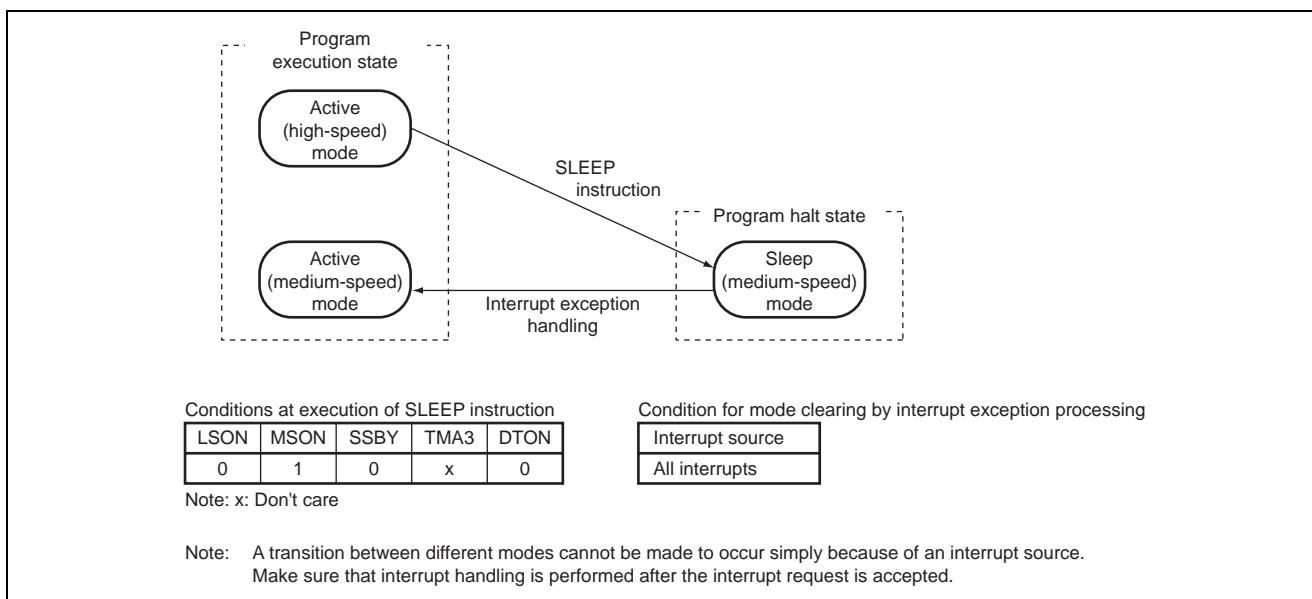 Program
execution state
Active
(high-speed)
mode
SLEEP
instruction
Program halt state
Active
(medium-speed)
mode
Sleep
(medium-speed)
mode
Interrupt exception
handling
Conditions at execution of SLEEP instruction
LSON MSON SSBY TMA3 DTON
0 1 0 x 0
Note: x: Don't care
Condition for mode clearing by interrupt exception processing
Interrupt source
All interrupts
Note: A transition between different modes cannot be made to occur simply because of an interrupt source.
Make sure that interrupt handling is performed after the interrupt request is accepted.